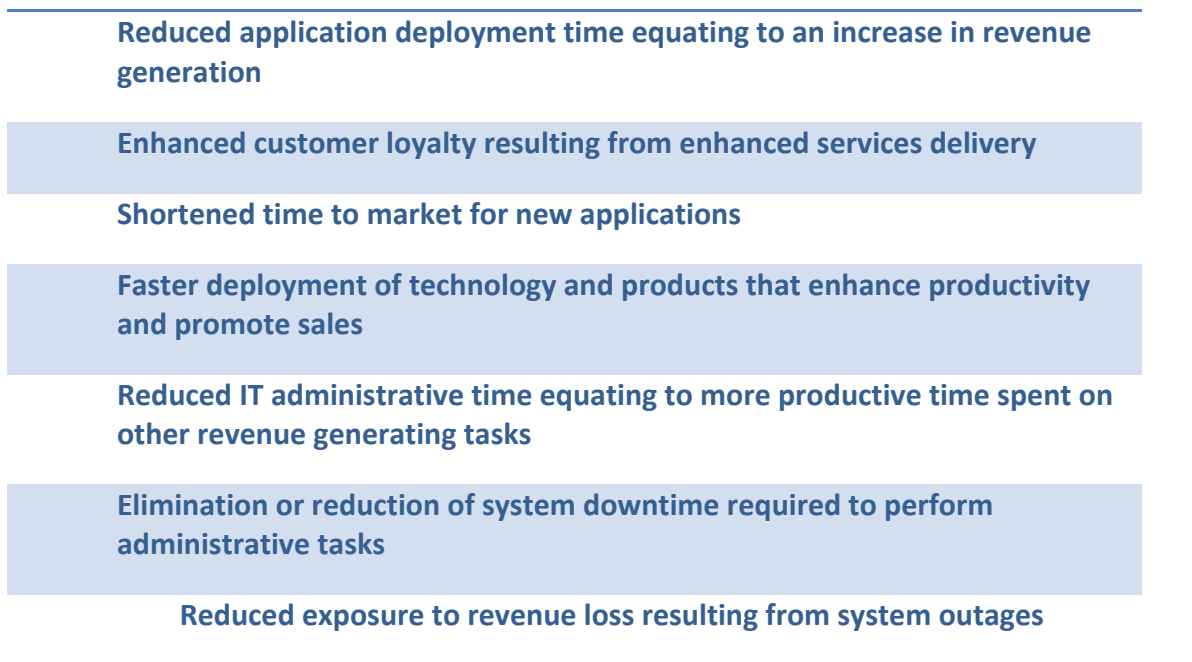 Reduced application deployment time equating to an increase in revenue
generation
Enhanced customer loyalty resulting from enhanced services delivery
Shortened time to market for new applications
Faster deployment of technology and products that enhance productivity
and promote sales
Reduced IT administrative time equating to more productive time spent on
other revenue generating tasks
Elimination or reduction of system downtime required to perform
administrative tasks
Reduced exposure to revenue loss resulting from system outages